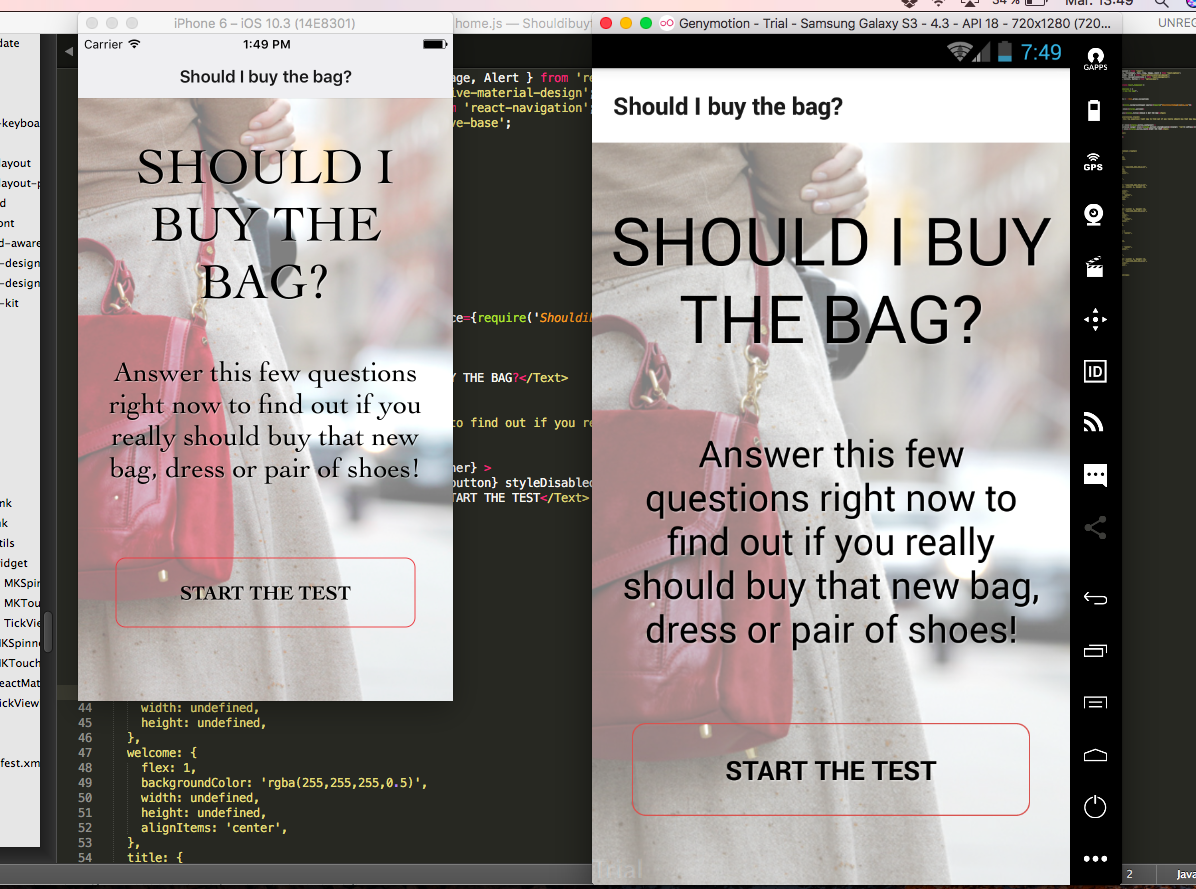 iPhone 6 – iOS 10.3 (14E8301)
home.js — Shouldibuy
Genymotion - Trial - Samsung Galaxy S3 - 4.3 - API 18 - 720x1280 (720...
34 %
Mar. 13:49
UNREG
date
Carrier
1:49 PM
7:49
GAPPS
Should I buy the bag?
Should I buy the bag?
age, Alert } from 're
ive-material-design';
'react-navigation';
ve-base';
-keyboa
layout
layout-p
d
ont
d-aware
-design
-design
-kit
SHOULD I
BUY THE
BAG?
SHOULD I BUY
THE BAG?
GPS
ID
ce={require('Shouldib
Y THE BAG?</Text>
to find out if you re
ner} >
button} styleDisabled
TART THE TEST</Text>
Answer this few questions
right now to find out if you
really should buy that new
bag, dress or pair of shoes!
Answer this few
questions right now to
find out if you really
should buy that new bag,
dress or pair of shoes!
nk
k
tils
idget
MKSpin
MKTou
TickVie
KSpinne
KTouch
eactMat
ickView
fest.xm
START THE TEST
START THE TEST
44 width: undefined,
45 height: undefined,
46 },
47 welcome: {
48 flex: 1,
49 backgroundColor: 'rgba(255,255,255,0.5)',
50 width: undefined,
51 height: undefined,
52 alignItems: 'center',
53 },
54 title: {
Trial
2
Java